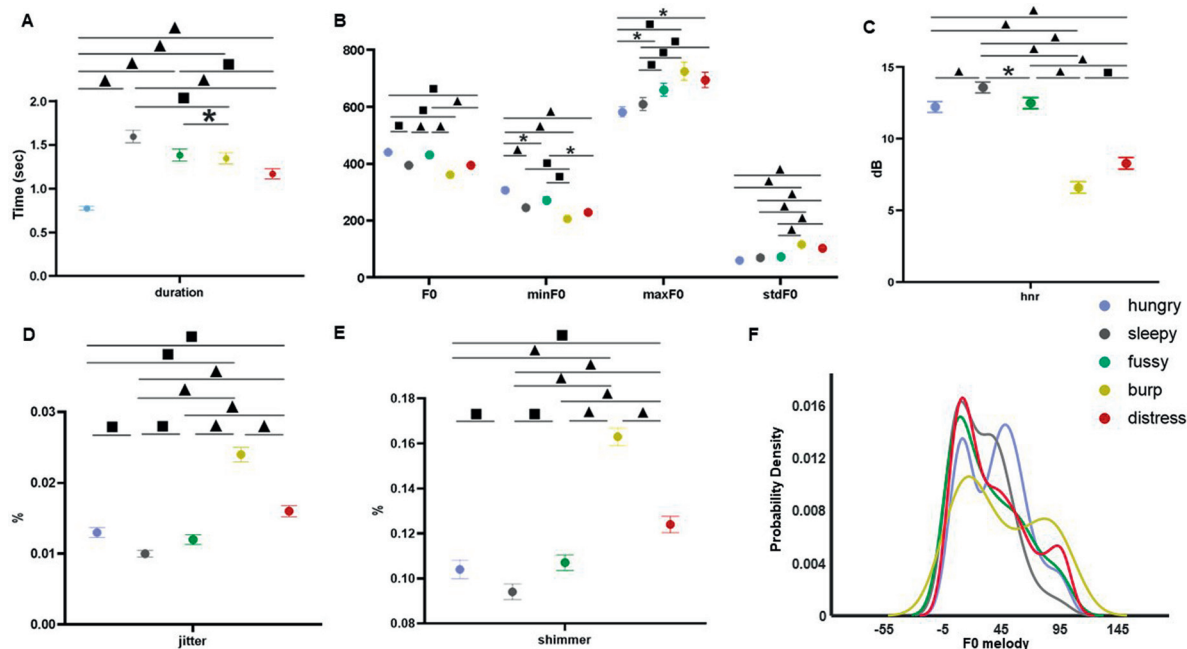 A
B
C
2.0
1.5
1.0
0.5
0.0
Time (sec)
duration
*
800
600
400
200
0
F0
minF0
maxF0
stdF0
*
*
*
*
15
10
5
0
dB
hnr
*
D
E
F
hungry
sleepy
fussy
burp
distress
0.03
0.02
0.01
0.00
%
jitter
0.18
0.16
0.14
0.12
0.10
0.08
%
shimmer
0.016
0.012
0.008
0.004
0
Probability Density
-55 -5 45 95 145
F0 melody